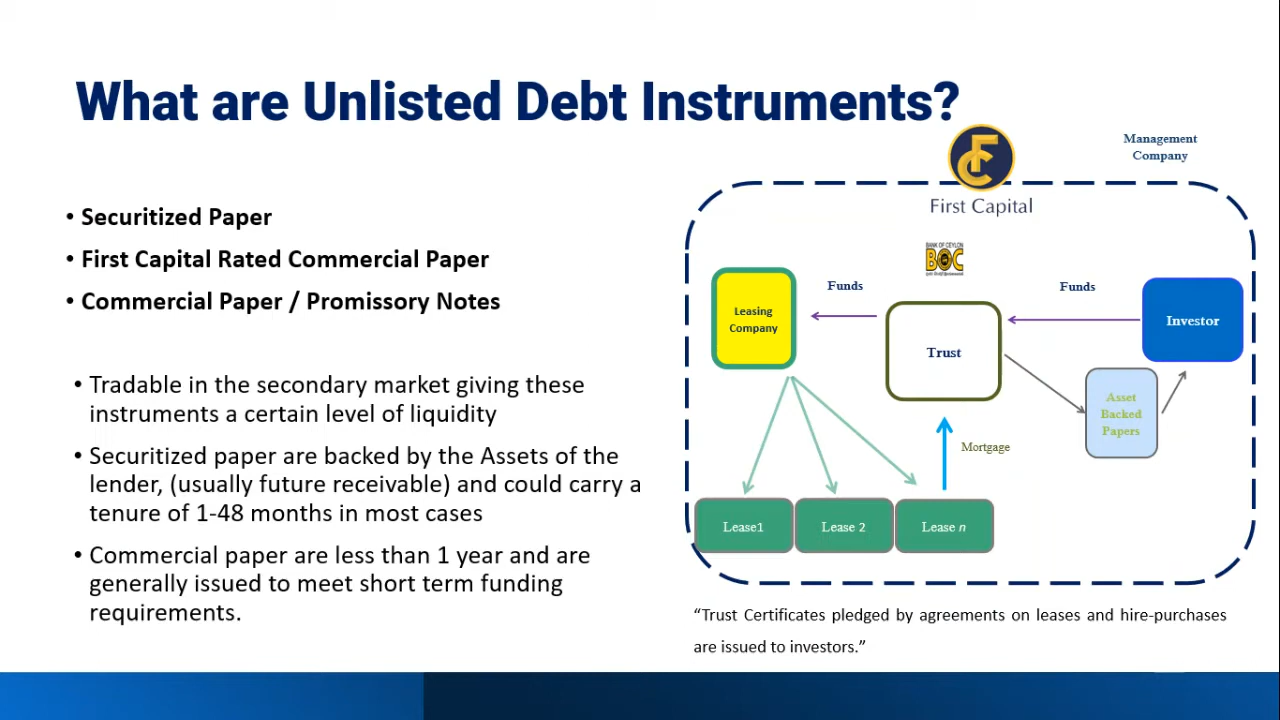 What are Unlisted Debt Instruments?
Management
Company
First Capital
• Securitized Paper
• First Capital Rated Commercial Paper
• Commercial Paper / Promissory Notes
• Tradable in the secondary market giving these
instruments a certain level of liquidity
• Securitized paper are backed by the Assets of the
lender, (usually future receivable) and could carry a
tenure of 1-48 months in most cases
• Commercial paper are less than 1 year and are
generally issued to meet short term funding
requirements.
BANK OF CEYLON
BOC
Leasing
Company
Funds
Trust
Funds
Investor
Asset
Backed
Papers
Mortgage
Lease1
Lease 2
Lease n
“Trust Certificates pledged by agreements on leases and hire-purchases
are issued to investors.”